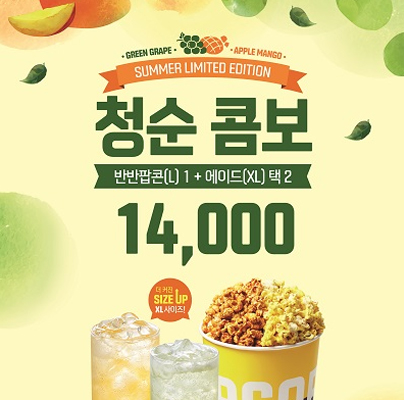 • GREEN GRAPE • • APPLE MANGO •
SUMMER LIMITED EDITION
청순 콤보
반반팝콘(L) 1 + 에이드(XL) 택 2
14,000
더 커진
SIZE UP
XL사이즈!